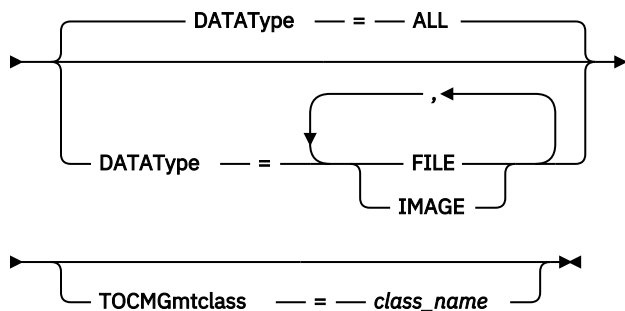 DATAType = ALL
,
DATAType = FILE
IMAGE
TOCMGmtclass = class_name